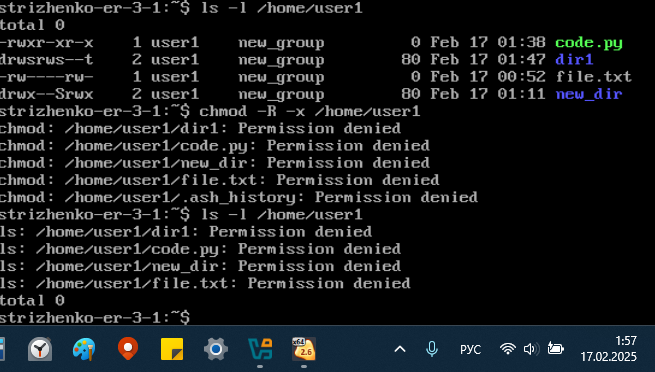 strizhenko-er-3-1:~$ ls -l /home/user1
total 0
-rwxr-xr-x 1 user1 new_group 0 Feb 17 01:38 code.py
drwsrws--t 2 user1 new_group 80 Feb 17 01:47 dir1
-rw----rw- 1 user1 new_group 0 Feb 17 00:52 file.txt
drwx--Srwx 2 user1 new_group 80 Feb 17 01:11 new_dir
strizhenko-er-3-1:~$ chmod -R -x /home/user1
chmod: /home/user1/dir1: Permission denied
chmod: /home/user1/code.py: Permission denied
chmod: /home/user1/new_dir: Permission denied
chmod: /home/user1/file.txt: Permission denied
chmod: /home/user1/.ash_history: Permission denied
strizhenko-er-3-1:~$ ls -l /home/user1
ls: /home/user1/dir1: Permission denied
ls: /home/user1/code.py: Permission denied
ls: /home/user1/new_dir: Permission denied
ls: /home/user1/file.txt: Permission denied
total 0
strizhenko-er-3-1:~$
x64
2.6
РУС
1:57
17.02.2025